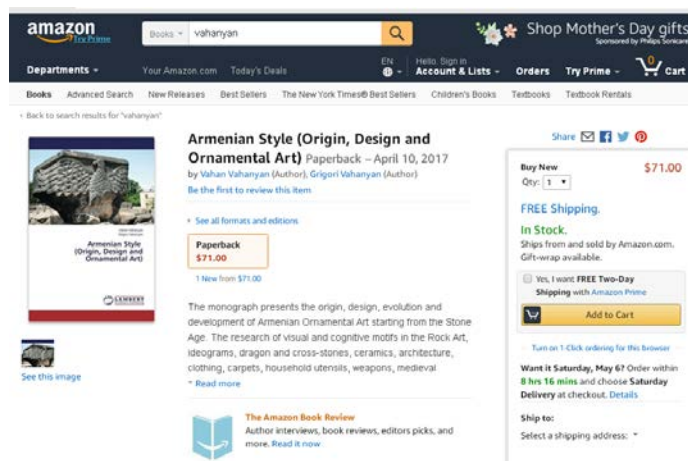 amazon
Try Prime
Books
vahanyan
Shop Mother's Day gifts
Sponsored by Philips Sonicare
Departments
Your Amazon.com Today's Deals
EN
Hello. Sign in
Account & Lists
Orders
Try Prime
0
Cart
Books Advanced Search New Releases Best Sellers The New York Times® Best Sellers Children's Books Textbooks Textbook Rentals
‹ Back to search results for "vahanyan"
Armenian Style
(Origin, Design and
Ornamental Art)
LAMBERT
See this image
Armenian Style (Origin, Design and
Ornamental Art) Paperback – April 10, 2017
by Vahan Vahanyan (Author), Grigori Vahanyan (Author)
Be the first to review this item
See all formats and editions
Paperback
$71.00
1 New from $71.00
The monograph presents the origin, design, evolution and
development of Armenian Ornamental Art starting from the Stone
Age. The research of visual and cognitive motifs in the Rock Art,
ideograms, dragon and cross-stones, ceramics, architecture,
clothing, carpets, household utensils, weapons, medieval
Read more
The Amazon Book Review
Author interviews, book reviews, editors picks, and
more. Read it now
Share
Buy New $71.00
Qty: 1
FREE Shipping.
In Stock.
Ships from and sold by Amazon.com.
Gift-wrap available.
Yes, I want FREE Two-Day
Shipping with Amazon Prime
Add to Cart
Turn on 1-Click ordering for this browser
Want it Saturday, May 6? Order within
8 hrs 16 mins and choose Saturday
Delivery at checkout. Details
Ship to:
Select a shipping address: